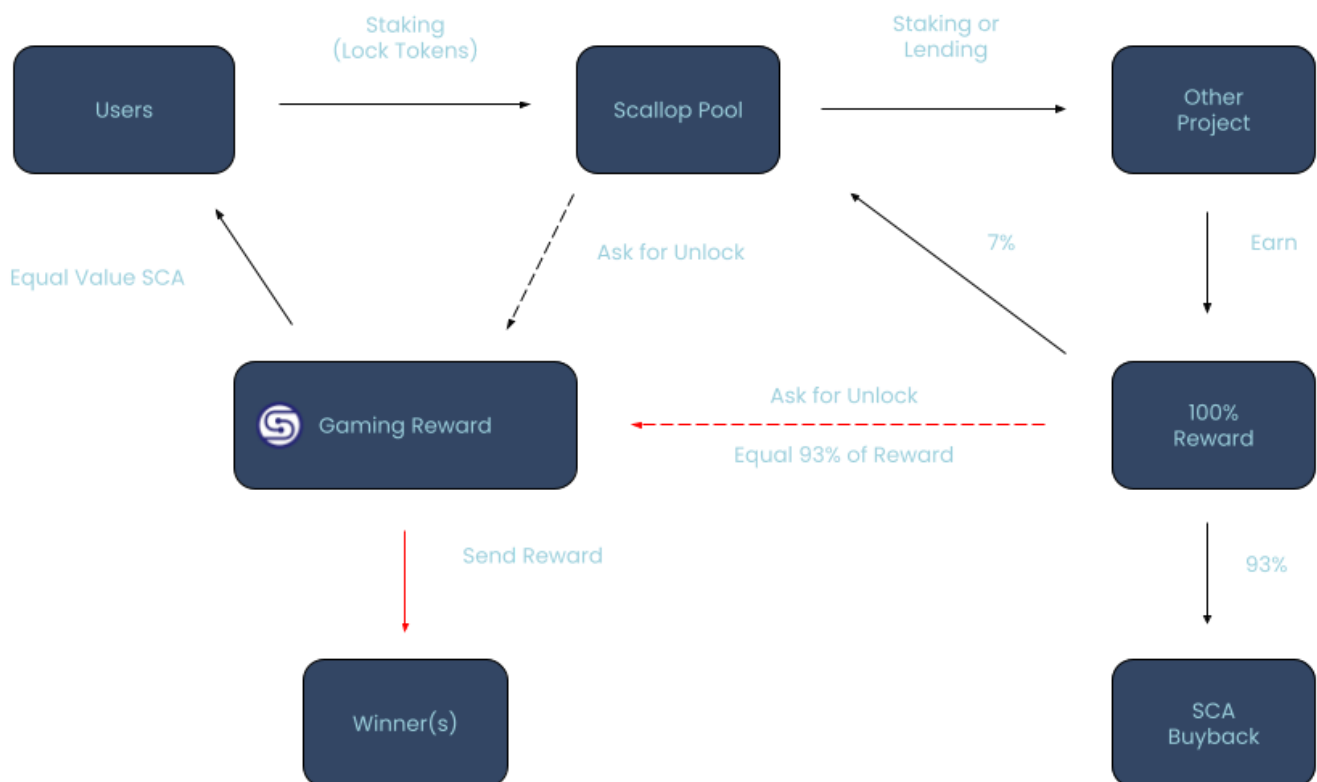 Staking
(Lock Tokens)
Staking or
Lending
Users
Scallop Pool
Other
Project
Ask for Unlock
7%
Earn
Equal Value SCA
Gaming Reward
Ask for Unlock
Equal 93% of Reward
100%
Reward
Send Reward
93%
Winner(s)
SCA
Buyback